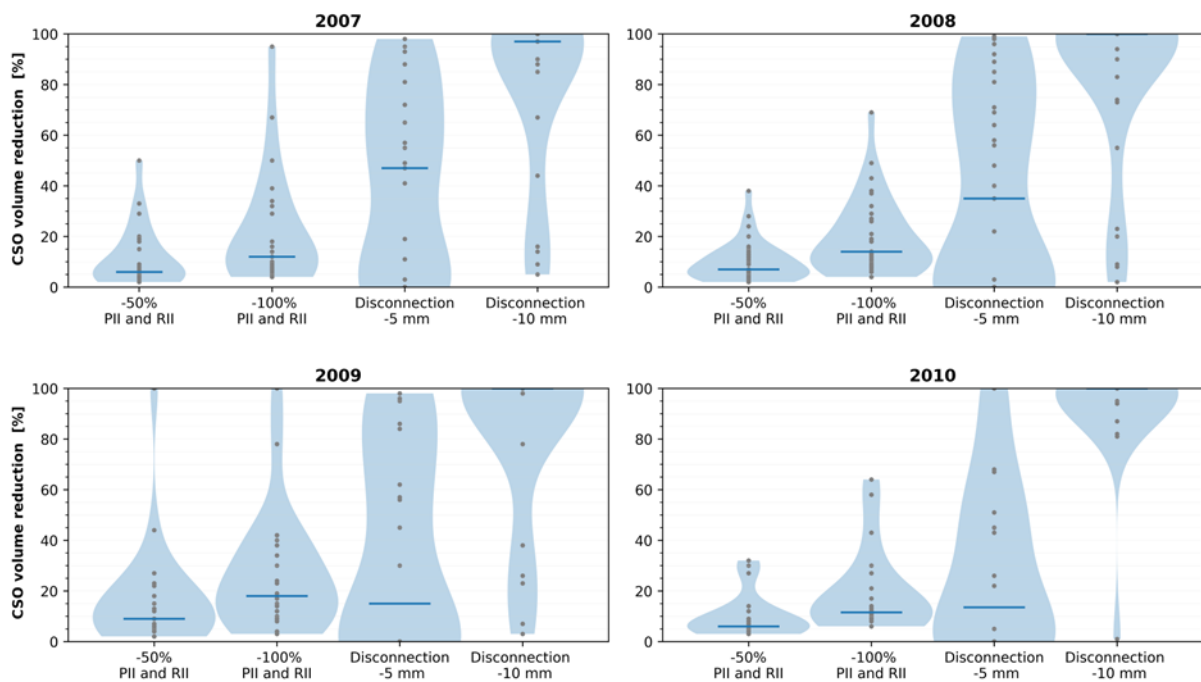 2007
2008
CSO volume reduction [%]
100
80
60
40
20
0
100
80
60
40
20
0
-50%
PII and RII
-100%
PII and RII
Disconnection
-5 mm
Disconnection
-10 mm
-50%
PII and RII
-100%
PII and RII
Disconnection
-5 mm
Disconnection
-10 mm
2009
2010
CSO volume reduction [%]
100
80
60
40
20
0
100
80
60
40
20
0
-50%
PII and RII
-100%
PII and RII
Disconnection
-5 mm
Disconnection
-10 mm
-50%
PII and RII
-100%
PII and RII
Disconnection
-5 mm
Disconnection
-10 mm